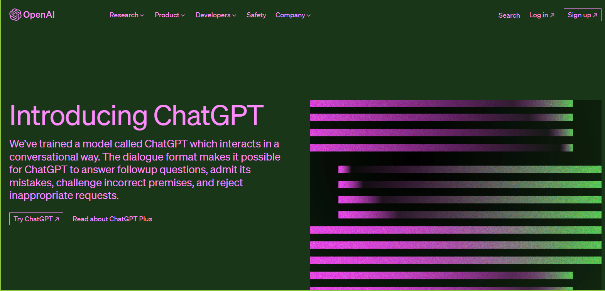 OpenAI
Research Product Developers Safety Company
Search Log in ↗ Sign up ↗
Introducing ChatGPT
We've trained a model called ChatGPT which interacts in a
conversational way. The dialogue format makes it possible
for ChatGPT to answer followup questions, admit its
mistakes, challenge incorrect premises, and reject
inappropriate requests.
Try ChatGPT ↗ Read about ChatGPT Plus